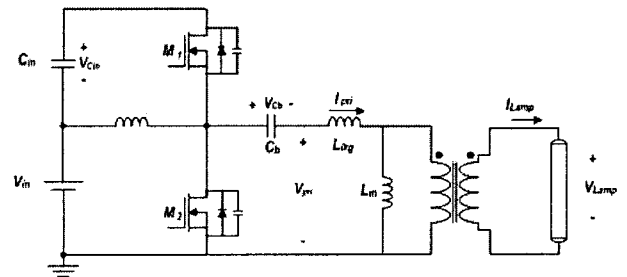 M1
Cin
+
VCin
-
+ VCb -
Ipri
ILamp
Cb
Llkg
+
Vin
M2
Vpri
Lm
+
VLamp
-
-